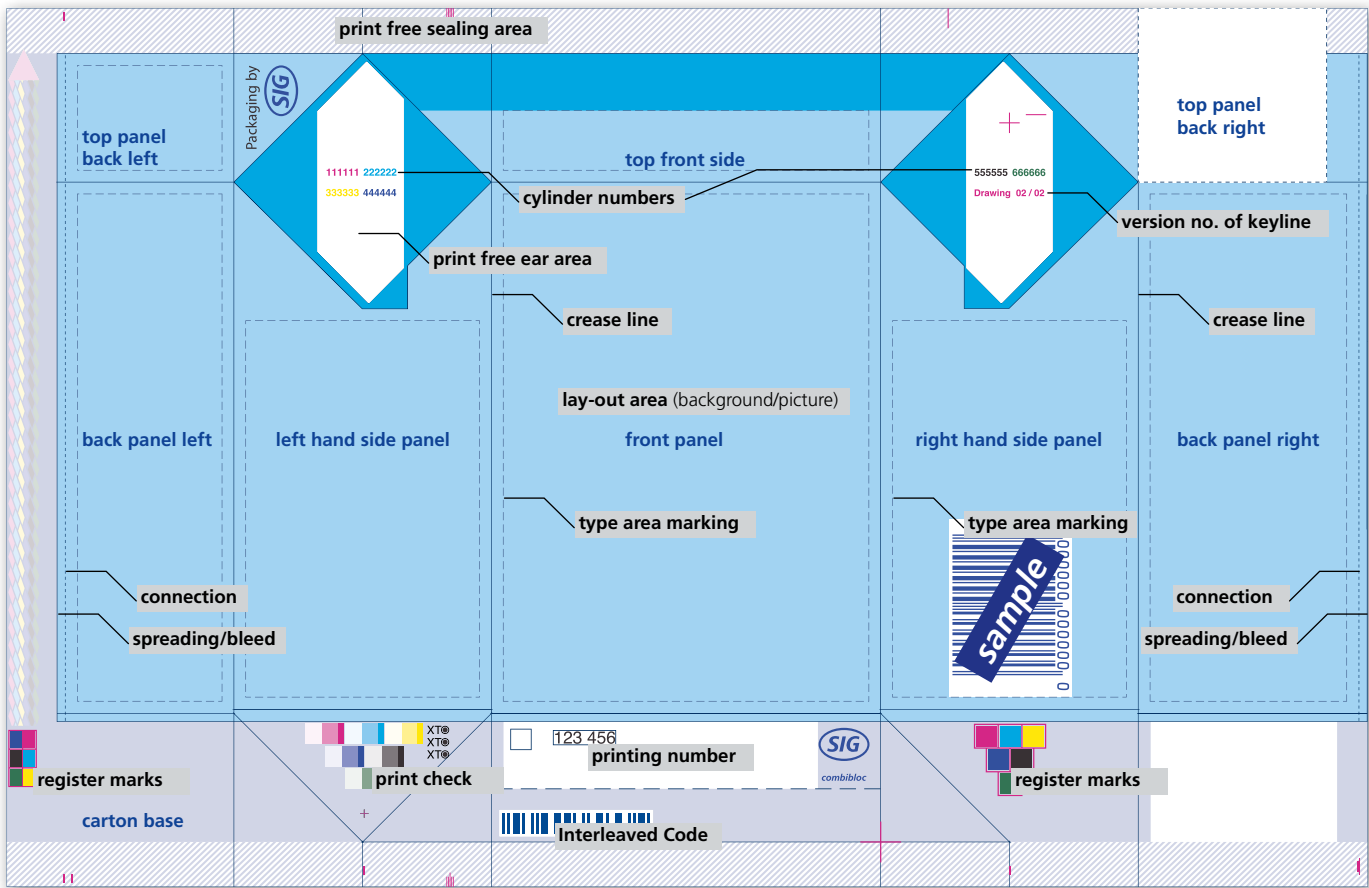 print free sealing area
Packaging by
SIG
top panel
back left
top front side
top panel
back right
111111 222222
333333 444444
555555 666666
Drawing 02 / 02
cylinder numbers
version no. of keyline
print free ear area
crease line
crease line
lay-out area (background/picture)
back panel left
left hand side panel
front panel
right hand side panel
back panel right
type area marking
type area marking
sample
connection
connection
spreading/bleed
spreading/bleed
XT
XT
XT
123 456
printing number
SIG
combibloc
register marks
print check
register marks
carton base
Interleaved Code